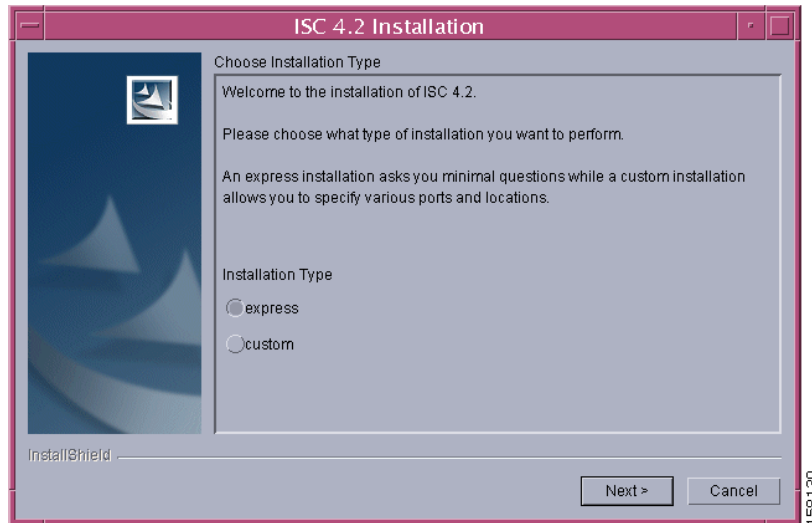 ISC 4.2 Installation
Choose Installation Type
Welcome to the installation of ISC 4.2.
Please choose what type of installation you want to perform.
An express installation asks you minimal questions while a custom installation
allows you to specify various ports and locations.
Installation Type
express
custom
InstallShield
Next >
Cancel